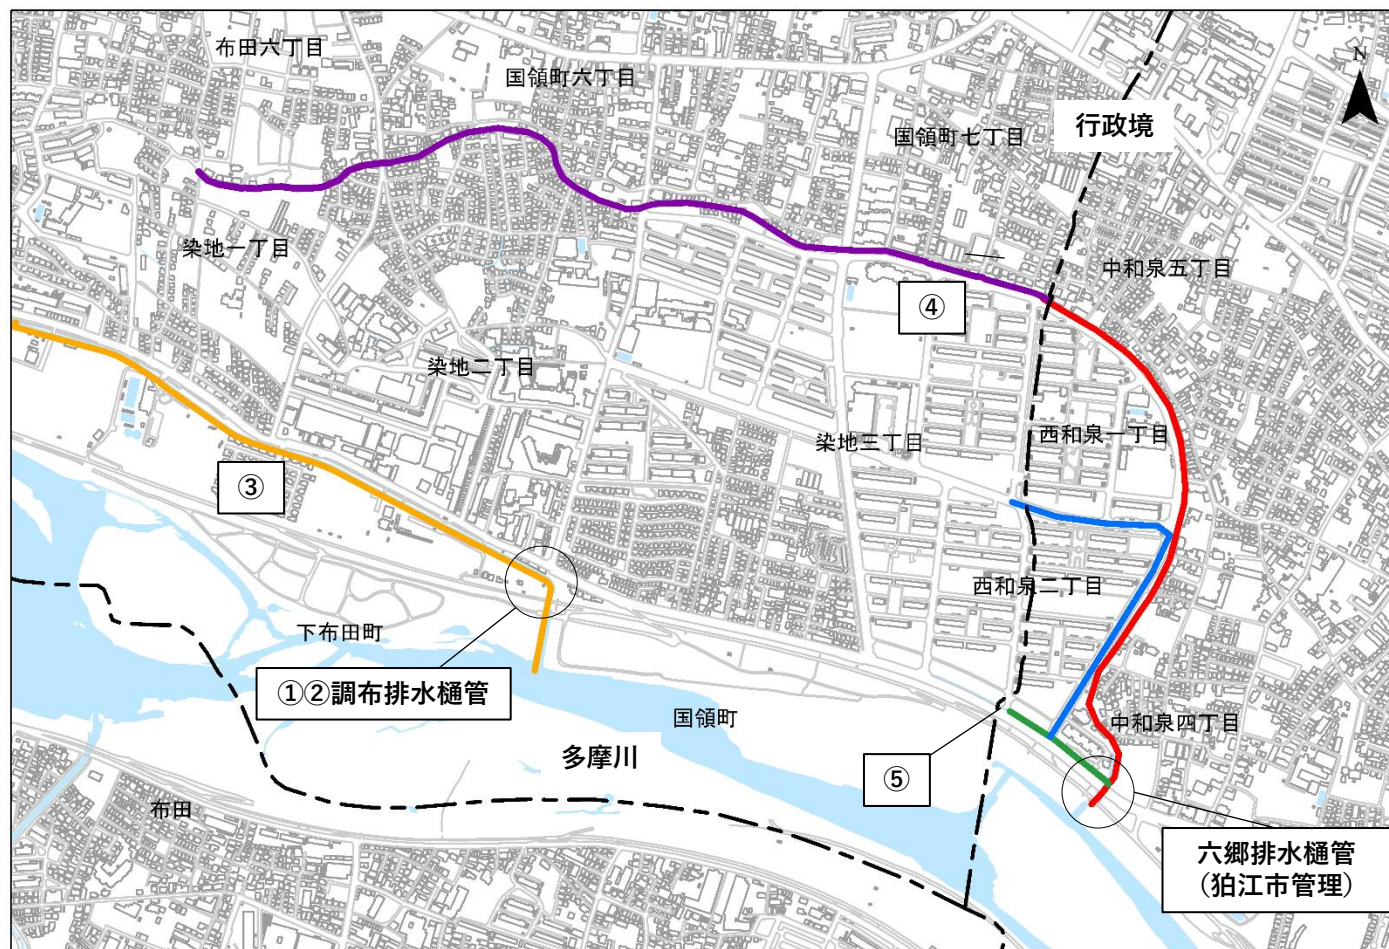 布田六丁目
国領町六丁目
N
行政境
国領町七丁目
染地一丁目
中和泉五丁目
④
染地二丁目
染地三丁目
西和泉一丁目
③
西和泉二丁目
下布田町
①②調布排水樋管
国領町
中和泉四丁目
多摩川
⑤
布田
六郷排水樋管
(狛江市管理)